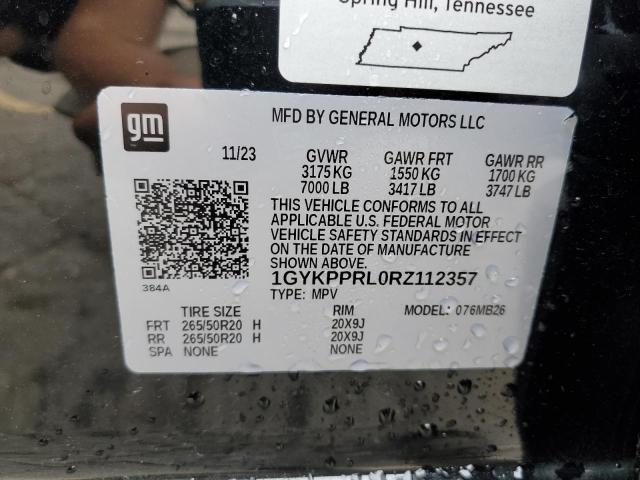 Spring Hill, Tennessee
gm
MFD BY GENERAL MOTORS LLC
11/23 GVWR GAWR FRT GAWR RR
3175 KG 1550 KG 1700 KG
7000 LB 3417 LB 3747 LB
THIS VEHICLE CONFORMS TO ALL
APPLICABLE U.S. FEDERAL MOTOR
VEHICLE SAFETY STANDARDS IN EFFECT
ON THE DATE OF MANUFACTURE
SHOWN ABOVE.
384A
1GYKPPRL0RZ112357
TYPE: MPV MODEL: 076MB26
TIRE SIZE RIM
FRT 265/50R20 H 20X9J
RR 265/50R20 H 20X9J
SPA NONE NONE